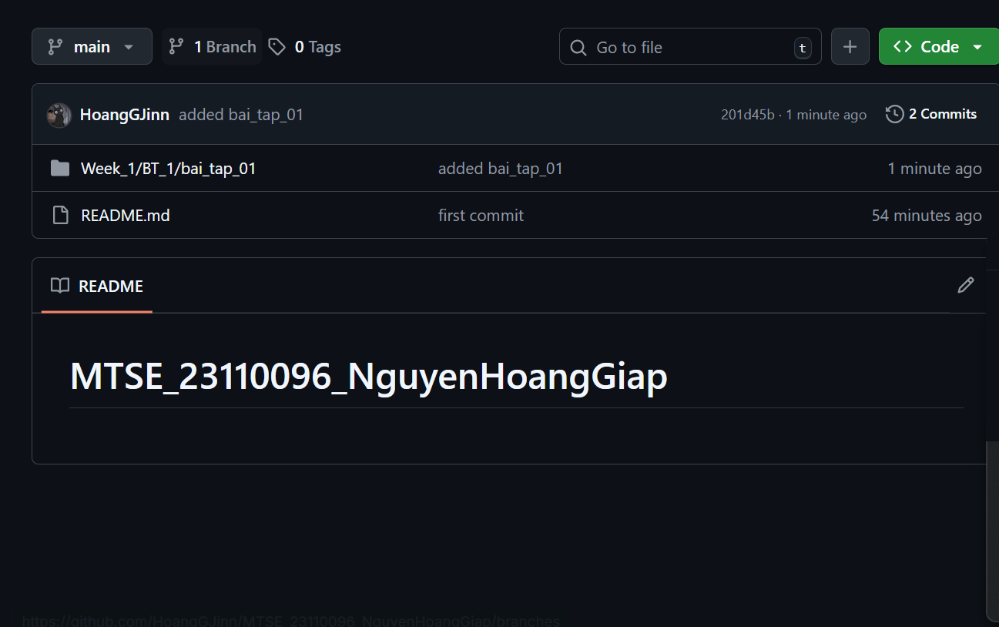 main 1 Branch 0 Tags Go to file t Code
HoangGJinn added bai_tap_01 201d45b · 1 minute ago 2 Commits
Week_1/BT_1/bai_tap_01 added bai_tap_01 1 minute ago
README.md first commit 54 minutes ago
README
MTSE_23110096_NguyenHoangGiap
https://github.com/HoangGJinn/MTSE_23110096_NguyenHoangGiap/branches